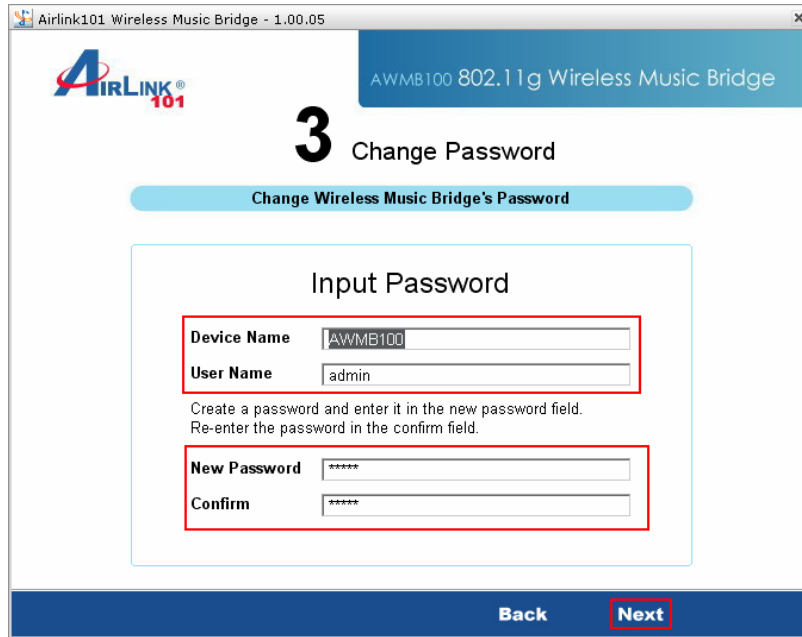 Airlink101 Wireless Music Bridge - 1.00.05
AIRLINK®
101
AWMB100 802.11g Wireless Music Bridge
3 Change Password
Change Wireless Music Bridge's Password
Input Password
Device Name AWMB100
User Name admin
Create a password and enter it in the new password field.
Re-enter the password in the confirm field.
New Password *****
Confirm *****
Back Next